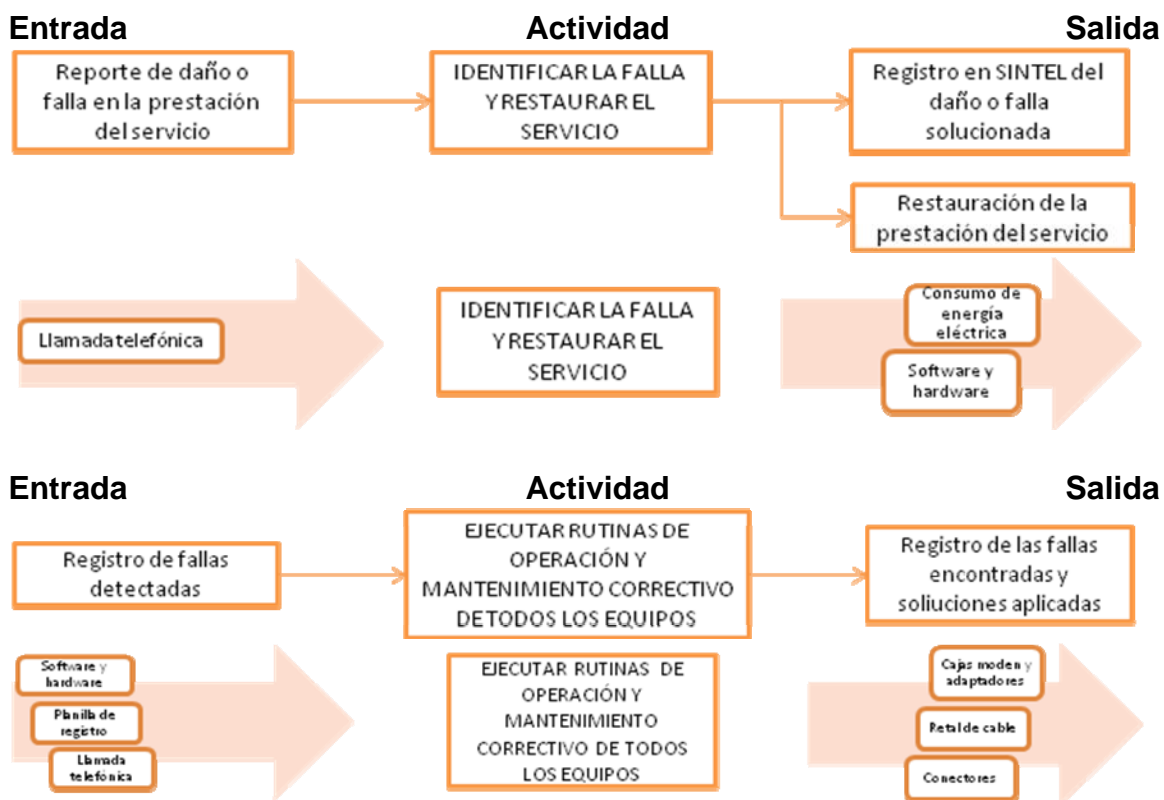 Entrada Actividad Salida
Reporte de daño o
falla en la prestación
del servicio
IDENTIFICAR LA FALLA
Y RESTAURAR EL
SERVICIO
Registro en SINTEL del
daño o falla
solucionada
Restauración de la
prestación del servicio
Llamada telefónica
IDENTIFICAR LA FALLA
Y RESTAURAR EL
SERVICIO
Consumo de
energía
eléctrica
Software y
hardware
Entrada Actividad Salida
Registro de fallas
detectadas
EJECUTAR RUTINAS DE
OPERACIÓN Y
MANTENIMIENTO CORRECTIVO
DE TODOS LOS EQUIPOS
Registro de las fallas
encontradas y
soliuciones aplicadas
Software y
hardware
Planilla de
registro
Llamada
telefónica
EJECUTAR RUTINAS DE
OPERACIÓN Y
MANTENIMIENTO
CORRECTIVO DE TODOS
LOS EQUIPOS
Cajas moden y
adaptadores
Retal de cable
Conectores